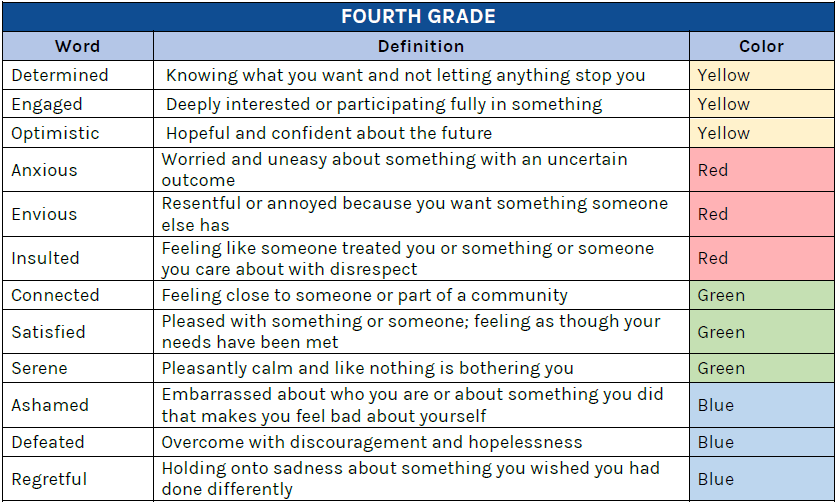 FOURTH GRADE
Word Definition Color
Determined Knowing what you want and not letting anything stop you Yellow
Engaged Deeply interested or participating fully in something Yellow
Optimistic Hopeful and confident about the future Yellow
Anxious Worried and uneasy about something with an uncertain
outcome Red
Envious Resentful or annoyed because you want something someone
else has Red
Insulted Feeling like someone treated you or something or someone
you care about with disrespect Red
Connected Feeling close to someone or part of a community Green
Satisfied Pleased with something or someone; feeling as though your
needs have been met Green
Serene Pleasantly calm and like nothing is bothering you Green
Ashamed Embarrassed about who you are or about something you did
that makes you feel bad about yourself Blue
Defeated Overcome with discouragement and hopelessness Blue
Regretful Holding onto sadness about something you wished you had
done differently Blue